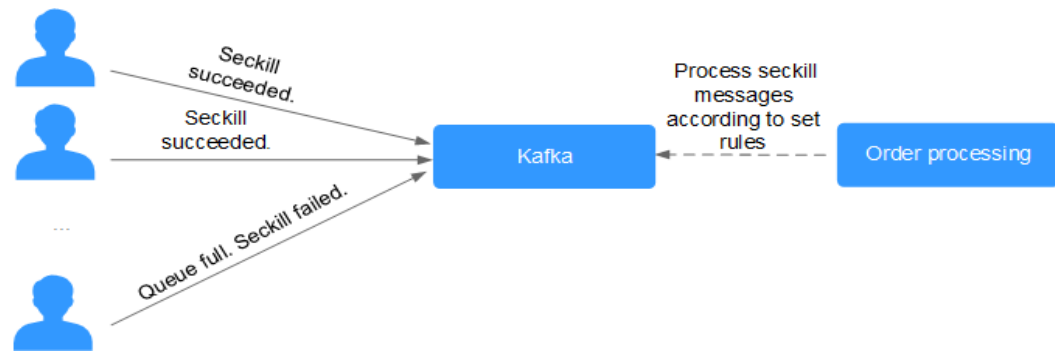 Seckill
succeeded.
Seckill
succeeded.
...
Queue full. Seckill failed.
Kafka
Process seckill
messages
according to set
rules
Order processing